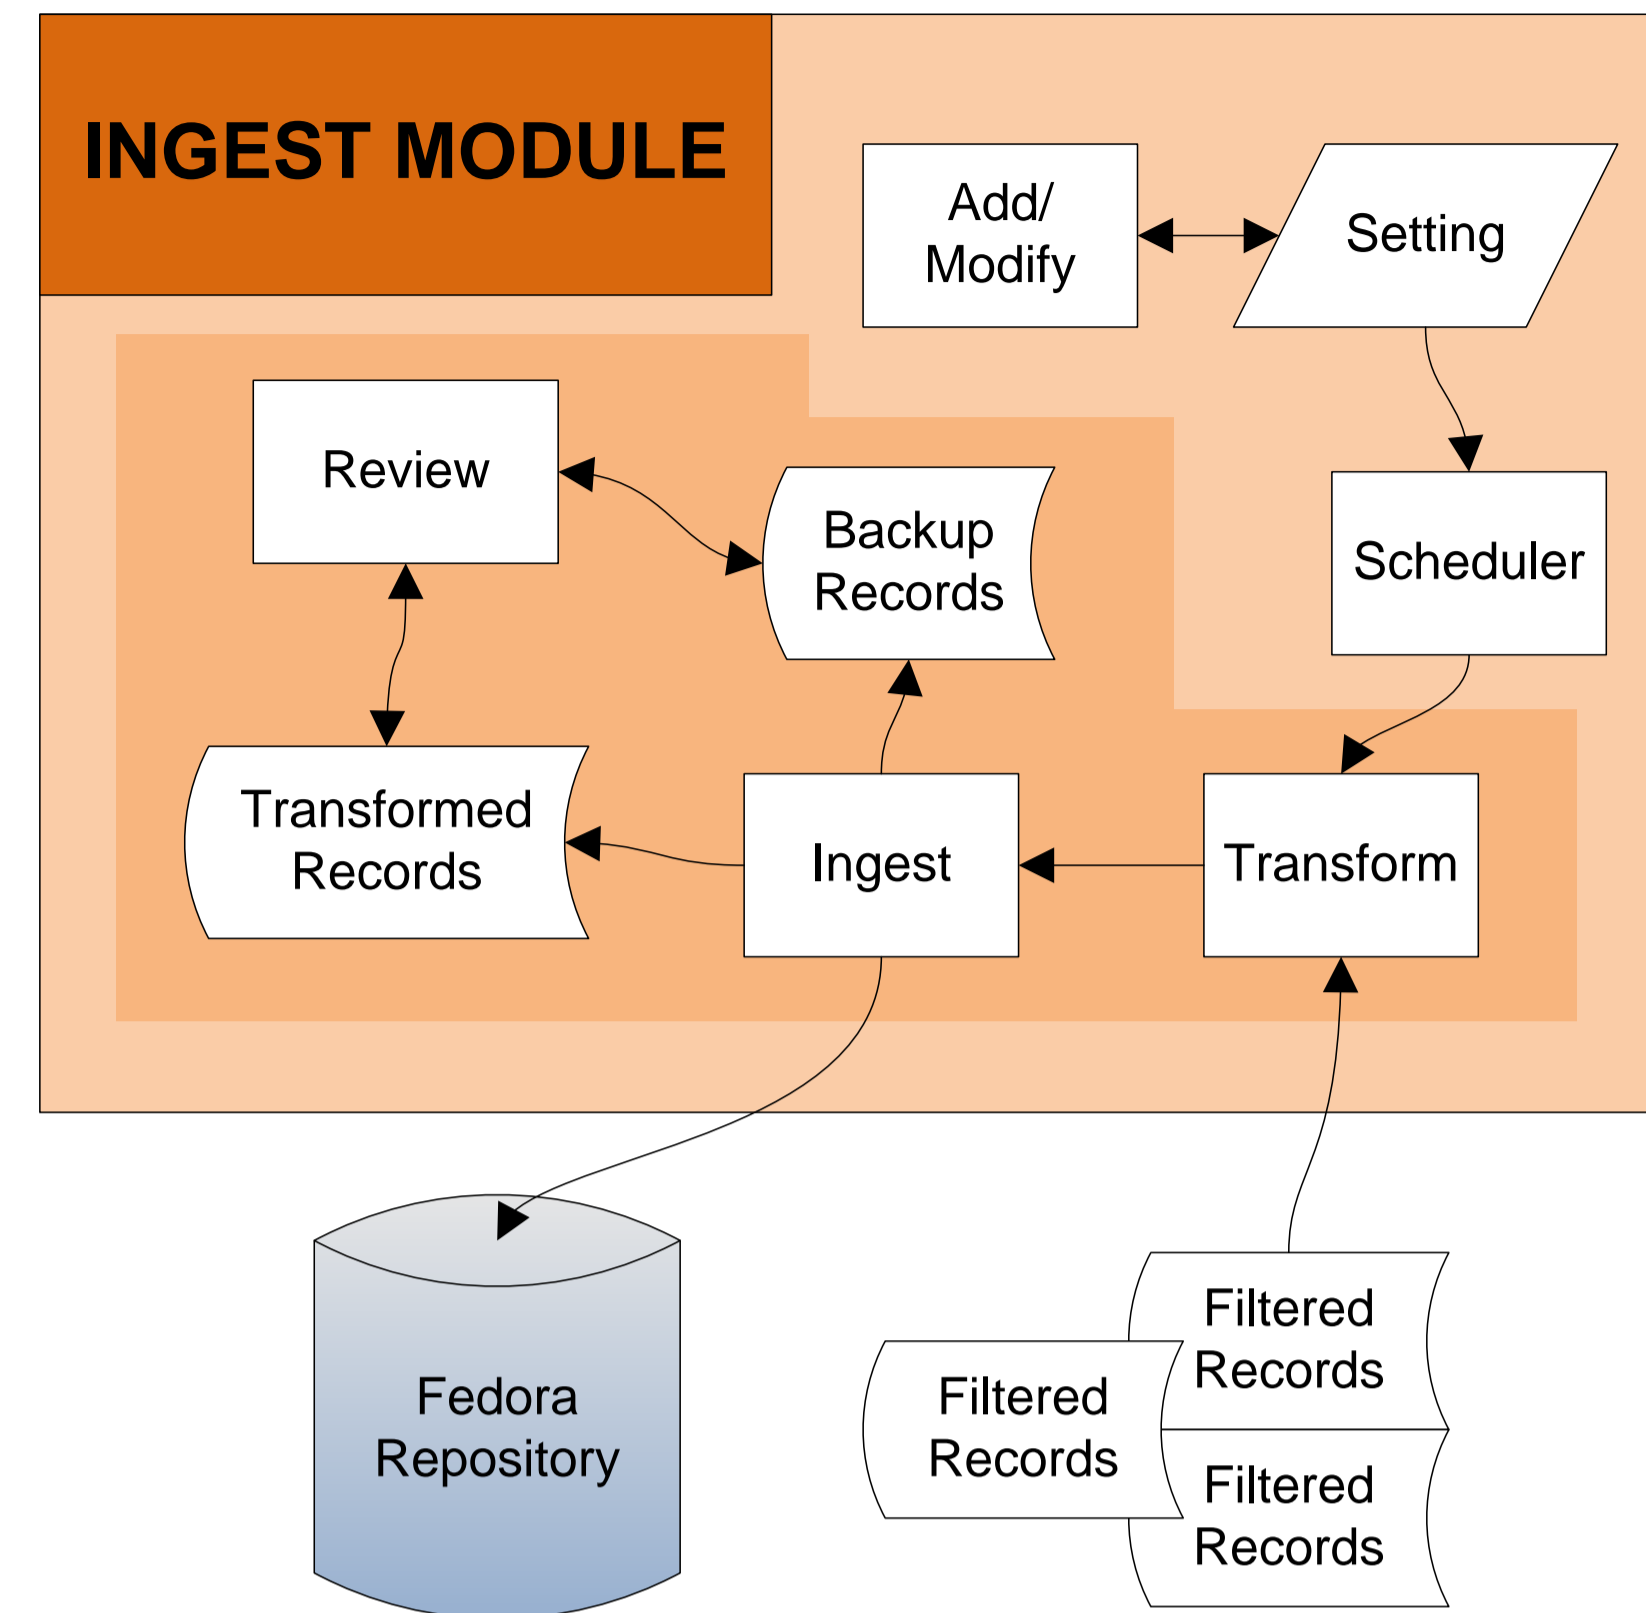 INGEST MODULE
Add/
Modify
Setting
Review
Backup
Records
Scheduler
Transformed
Records
Ingest
Transform
Fedora
Repository
Filtered
Records
Filtered
Records
Filtered
Records